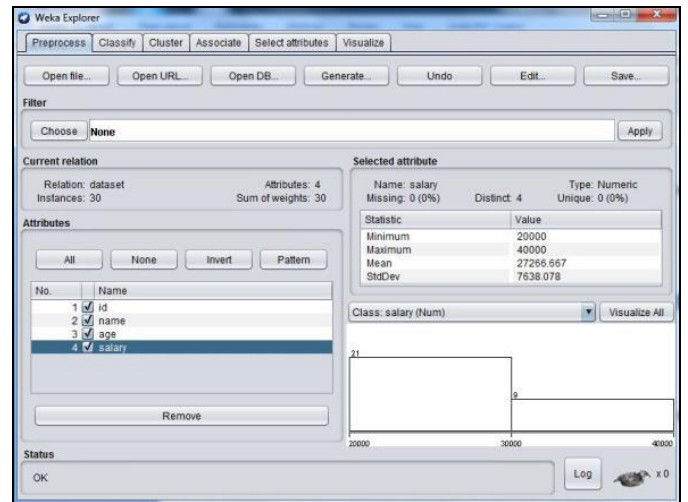 Weka Explorer
Preprocess Classify Cluster Associate Select attributes Visualize
Open file... Open URL... Open DB... Generate... Undo Edit... Save...
Filter
Choose None Apply
Current relation
Relation: dataset Attributes: 4
Instances: 30 Sum of weights: 30
Selected attribute
Name: salary Type: Numeric
Missing: 0 (0%) Distinct: 4 Unique: 0 (0%)
Statistic Value
Minimum 20000
Maximum 40000
Mean 27266.667
StdDev 7638.078
Attributes
All None Invert Pattern
No. Name
1 id
2 name
3 age
4 salary
Remove
Class: salary (Num) Visualize All
21
9
20000 30000 40000
Status
OK Log x 0